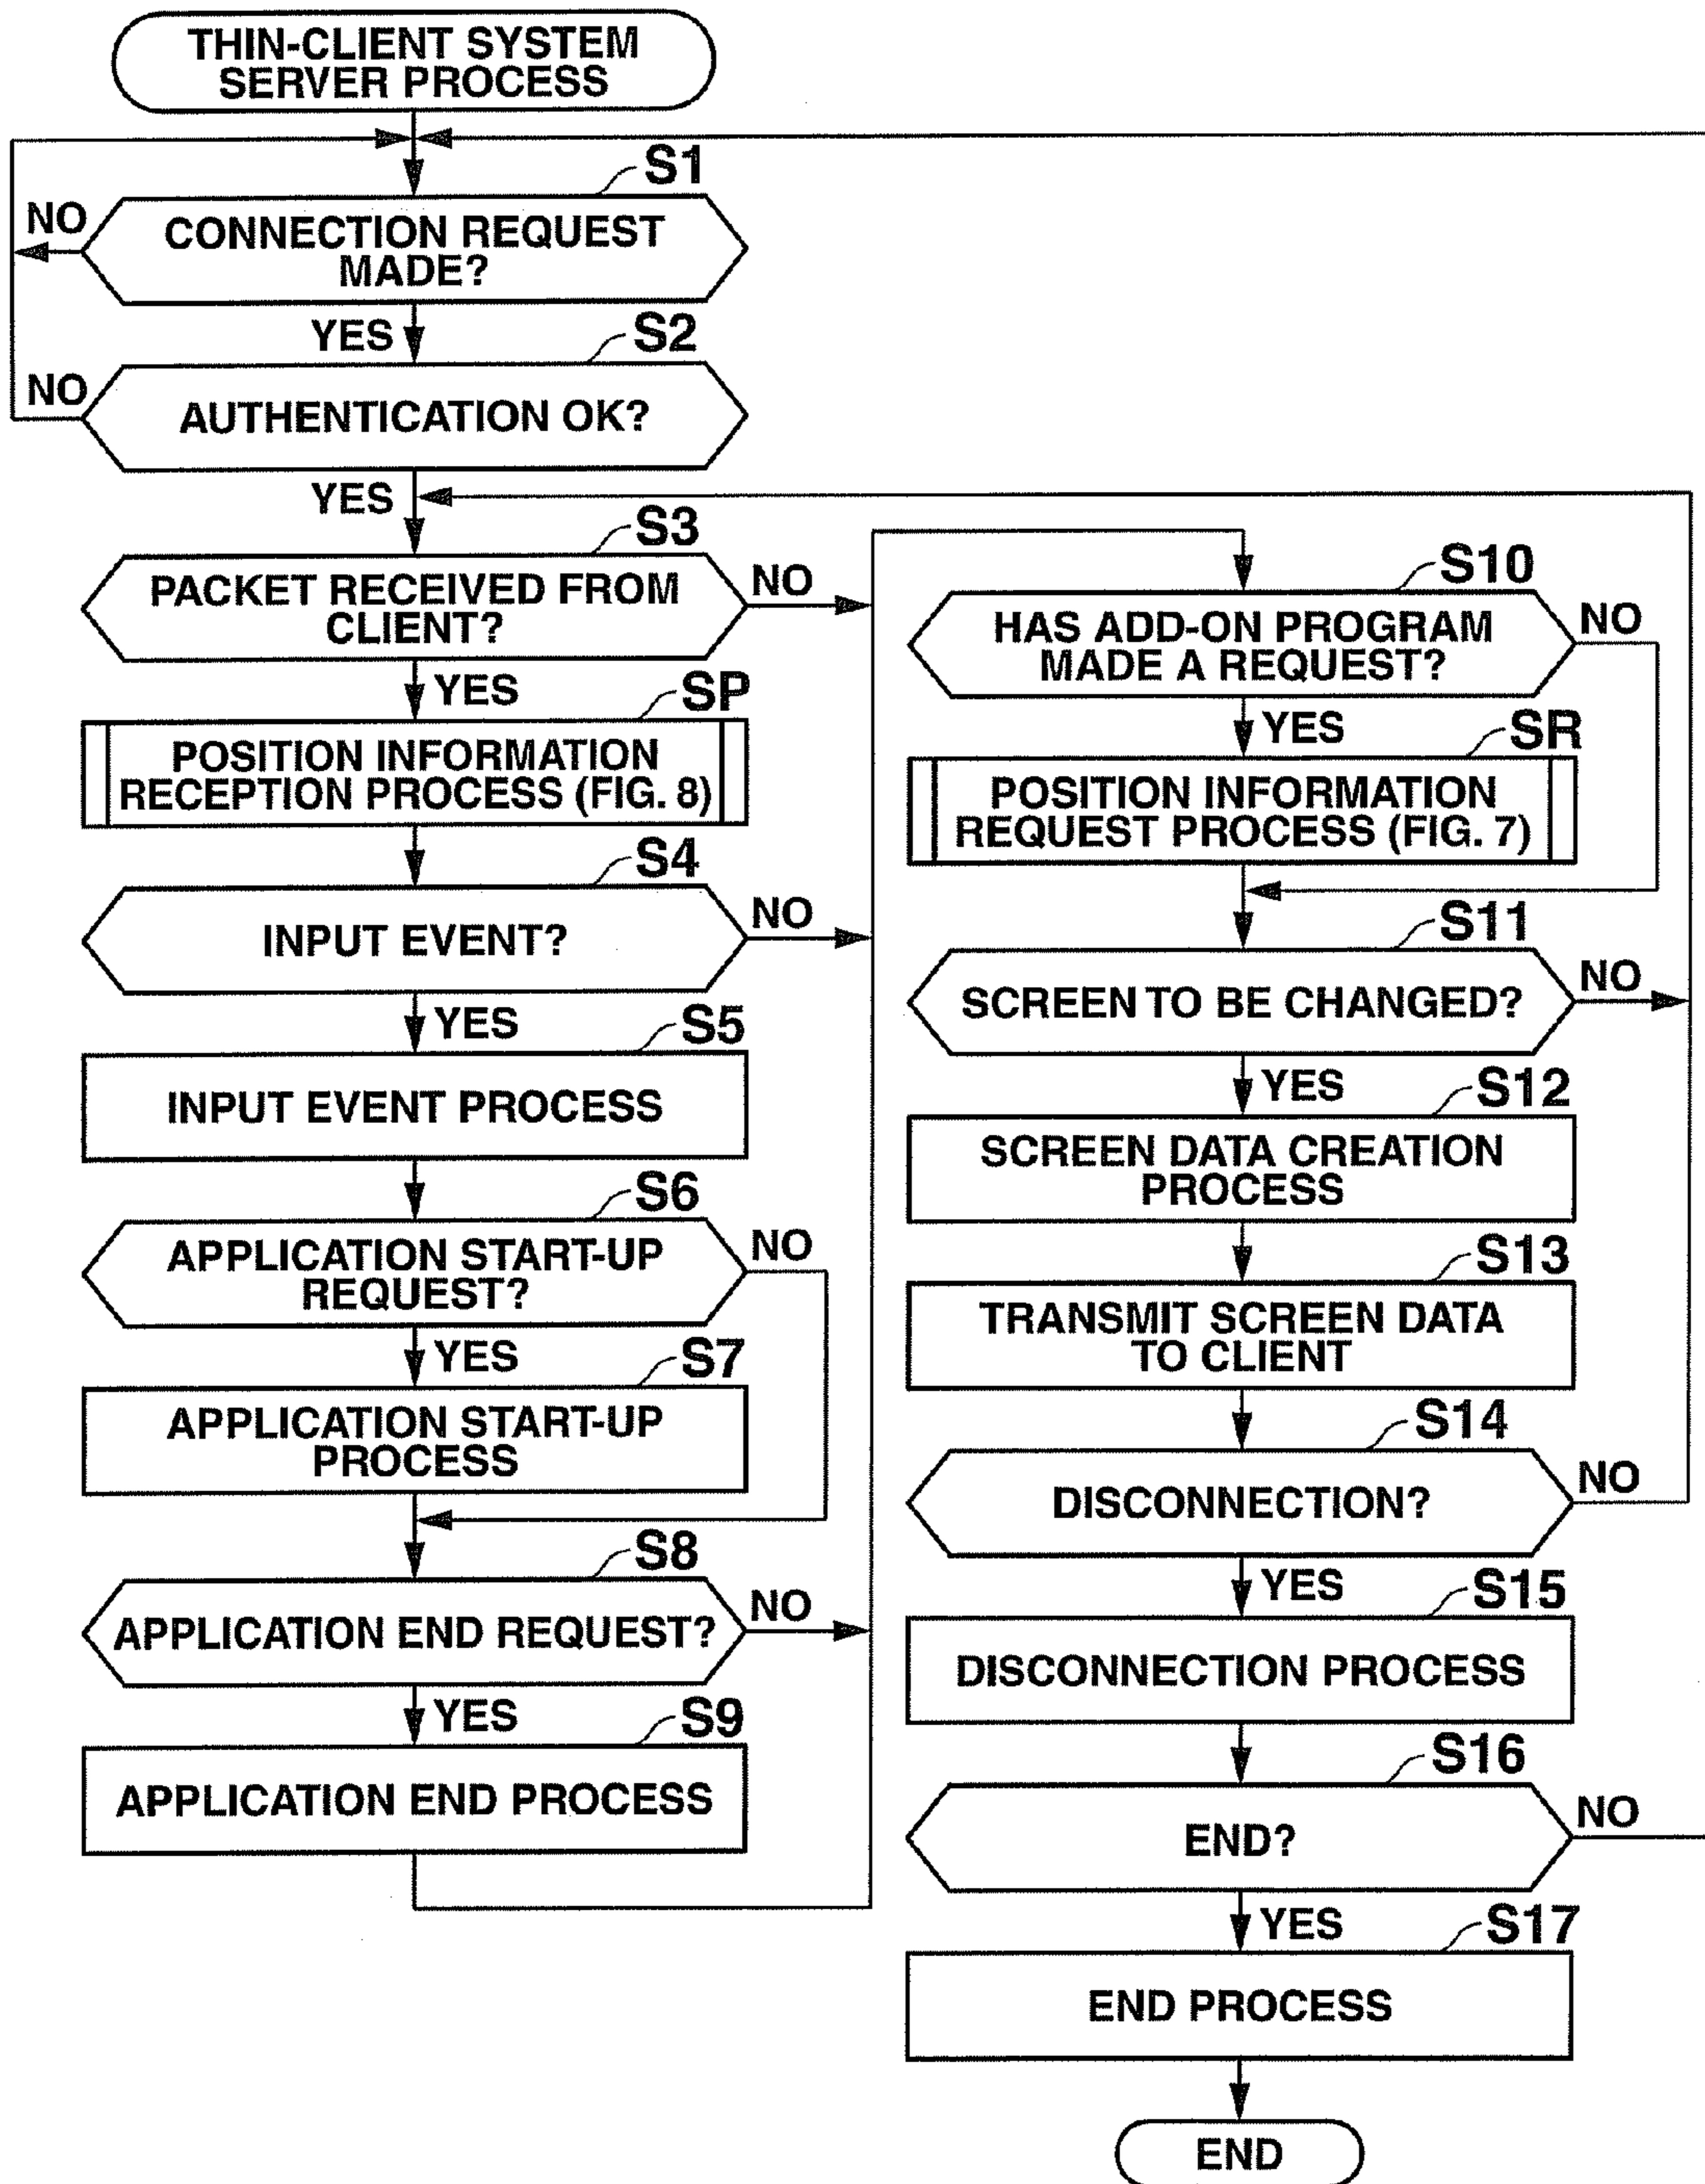 THIN-CLIENT SYSTEM
SERVER PROCESS
S1
NO
CONNECTION REQUEST
MADE?
YES
S2
NO
AUTHENTICATION OK?
YES
S3
PACKET RECEIVED FROM
CLIENT?
NO
YES
SP
POSITION INFORMATION
RECEPTION PROCESS (FIG. 8)
S4
INPUT EVENT?
NO
YES
S5
INPUT EVENT PROCESS
S6
APPLICATION START-UP
REQUEST?
NO
YES
S7
APPLICATION START-UP
PROCESS
S8
APPLICATION END REQUEST?
NO
YES
S9
APPLICATION END PROCESS
S10
HAS ADD-ON PROGRAM
MADE A REQUEST?
NO
YES
SR
POSITION INFORMATION
REQUEST PROCESS (FIG. 7)
S11
SCREEN TO BE CHANGED?
NO
YES
S12
SCREEN DATA CREATION
PROCESS
S13
TRANSMIT SCREEN DATA
TO CLIENT
S14
DISCONNECTION?
NO
YES
S15
DISCONNECTION PROCESS
S16
END?
NO
YES
S17
END PROCESS
END